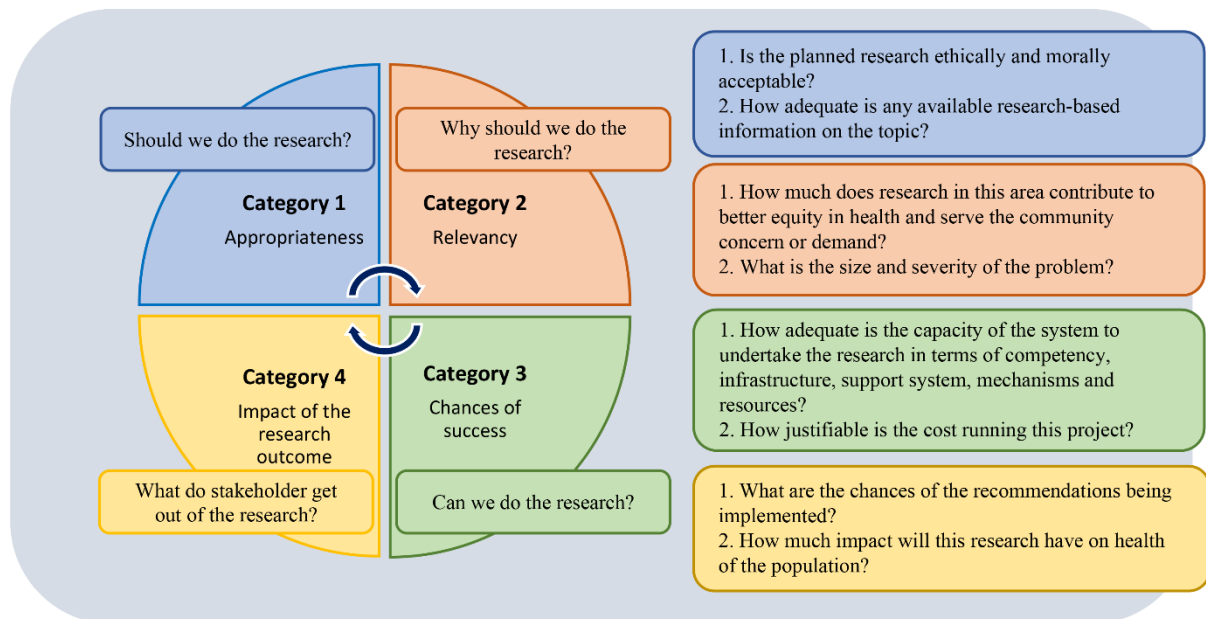 Should we do the research?
Category 1
Appropriateness
Why should we do the
research?
Category 2
Relevancy
Category 4
Impact of the
research
outcome
What do stakeholder get
out of the research?
Category 3
Chances of
success
Can we do the research?
1. Is the planned research ethically and morally
acceptable?
2. How adequate is any available research-based
information on the topic?
1. How much does research in this area contribute to
better equity in health and serve the community
concern or demand?
2. What is the size and severity of the problem?
1. How adequate is the capacity of the system to
undertake the research in terms of competency,
infrastructure, support system, mechanisms and
resources?
2. How justifiable is the cost running this project?
1. What are the chances of the recommendations being
implemented?
2. How much impact will this research have on health
of the population?